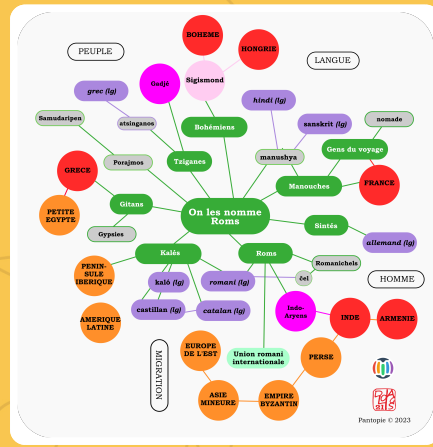 BOHEME
HONGRIE
PEUPLE
LANGUE
Sigismond
Gadjé
grec (lg)
hindi (lg)
Samudaripen
atsinganos
Bohémiens
sanskrit (lg)
nomade
Porajmos
Tziganes
manushya
Gens du voyage
GRECE
Manouches
FRANCE
Gitans
On les nomme
Roms
PETITE
EGYPTE
Gypsies
Sintés
allemand (lg)
Kalés
Roms
Romanichels
PENIN-
SULE
IBERIQUE
kaló (lg)
romani (lg)
čel
HOMME
castillan (lg)
catalan (lg)
Indo-
Aryens
INDE
ARMENIE
AMERIQUE
LATINE
MIGRATION
EUROPE
DE L'EST
Union romani
internationale
PERSE
ASIE
MINEURE
EMPIRE
BYZANTIN
Pantopie © 2023